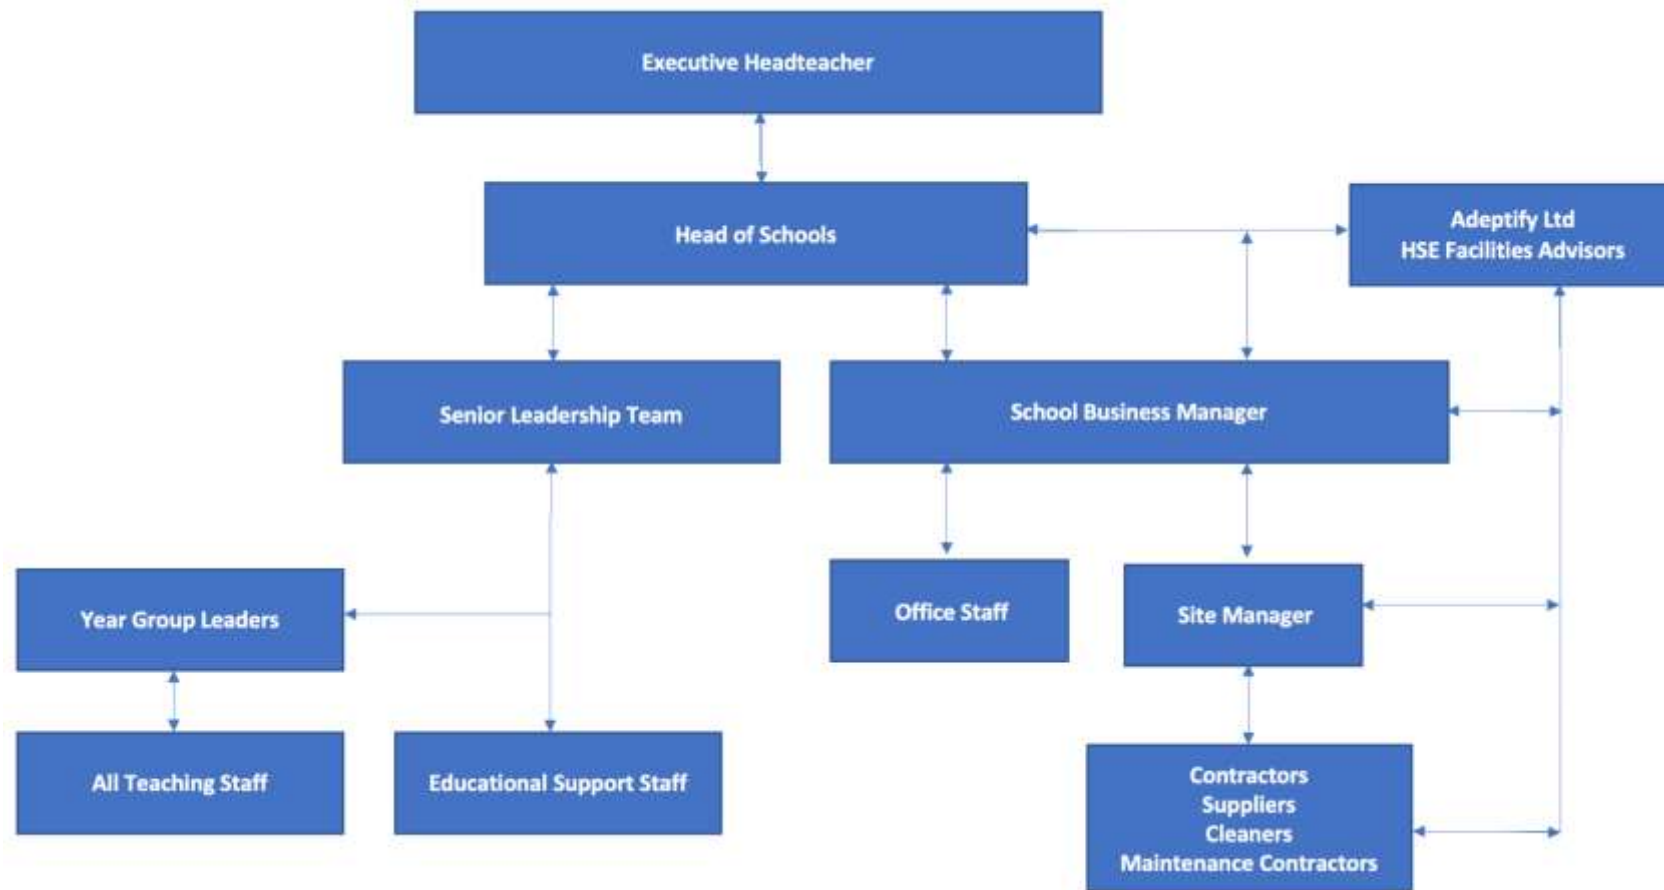 Executive Headteacher
Head of Schools
Adeptify Ltd
HSE Facilities Advisors
Senior Leadership Team
School Business Manager
Year Group Leaders
Office Staff
Site Manager
All Teaching Staff
Educational Support Staff
Contractors
Suppliers
Cleaners
Maintenance Contractors